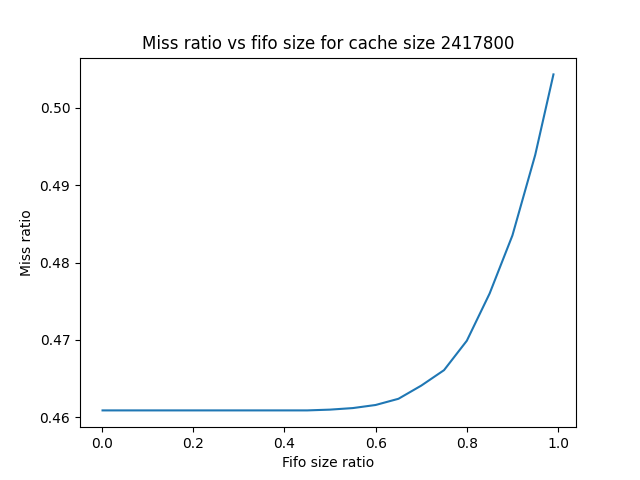 Miss ratio vs fifo size for cache size 2417800
0.50
0.49
0.48
0.47
0.46
Miss ratio
0.0 0.2 0.4 0.6 0.8 1.0
Fifo size ratio